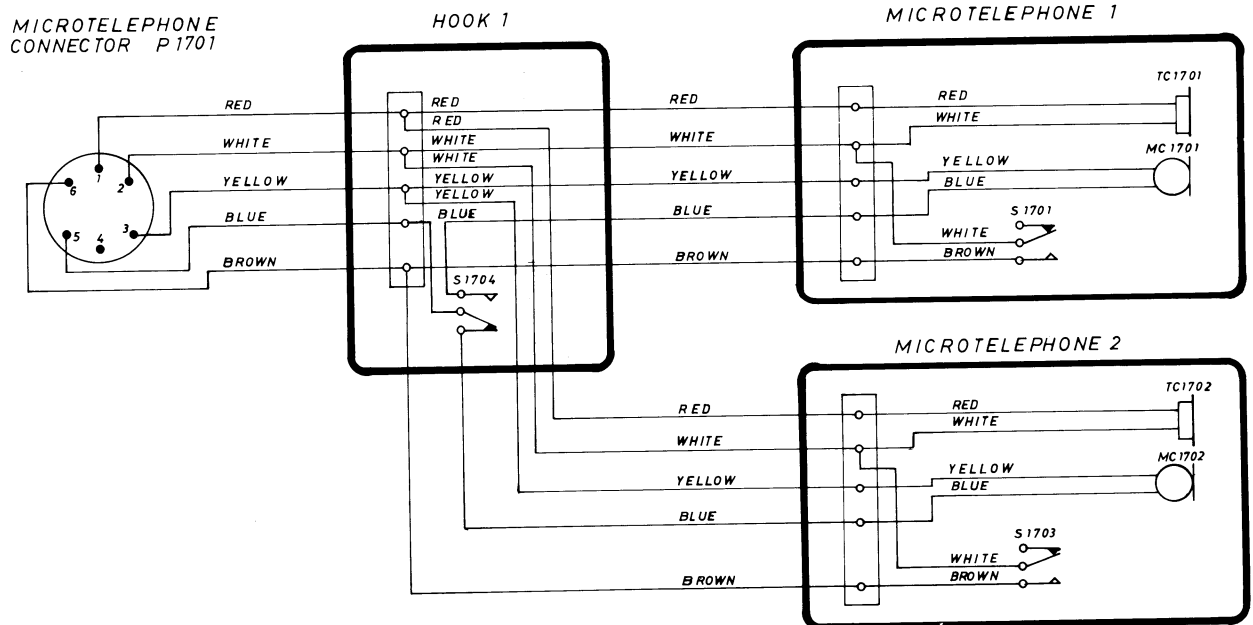 MICROTELEPHONE
CONNECTOR P1701
HOOK 1
MICROTELEPHONE 1
RED
RED
RED
RED
RED
TC1701
WHITE
WHITE
WHITE
WHITE
WHITE
MC1701
YELLOW
YELLOW
YELLOW
YELLOW
YELLOW
BLUE
BLUE
BLUE
BLUE
S1701
WHITE
BROWN
BROWN
BROWN
1
2
3
4
5
6
S1704
MICROTELEPHONE 2
RED
RED
TC1702
WHITE
WHITE
MC1702
YELLOW
YELLOW
BLUE
BLUE
S1703
WHITE
BROWN
BROWN